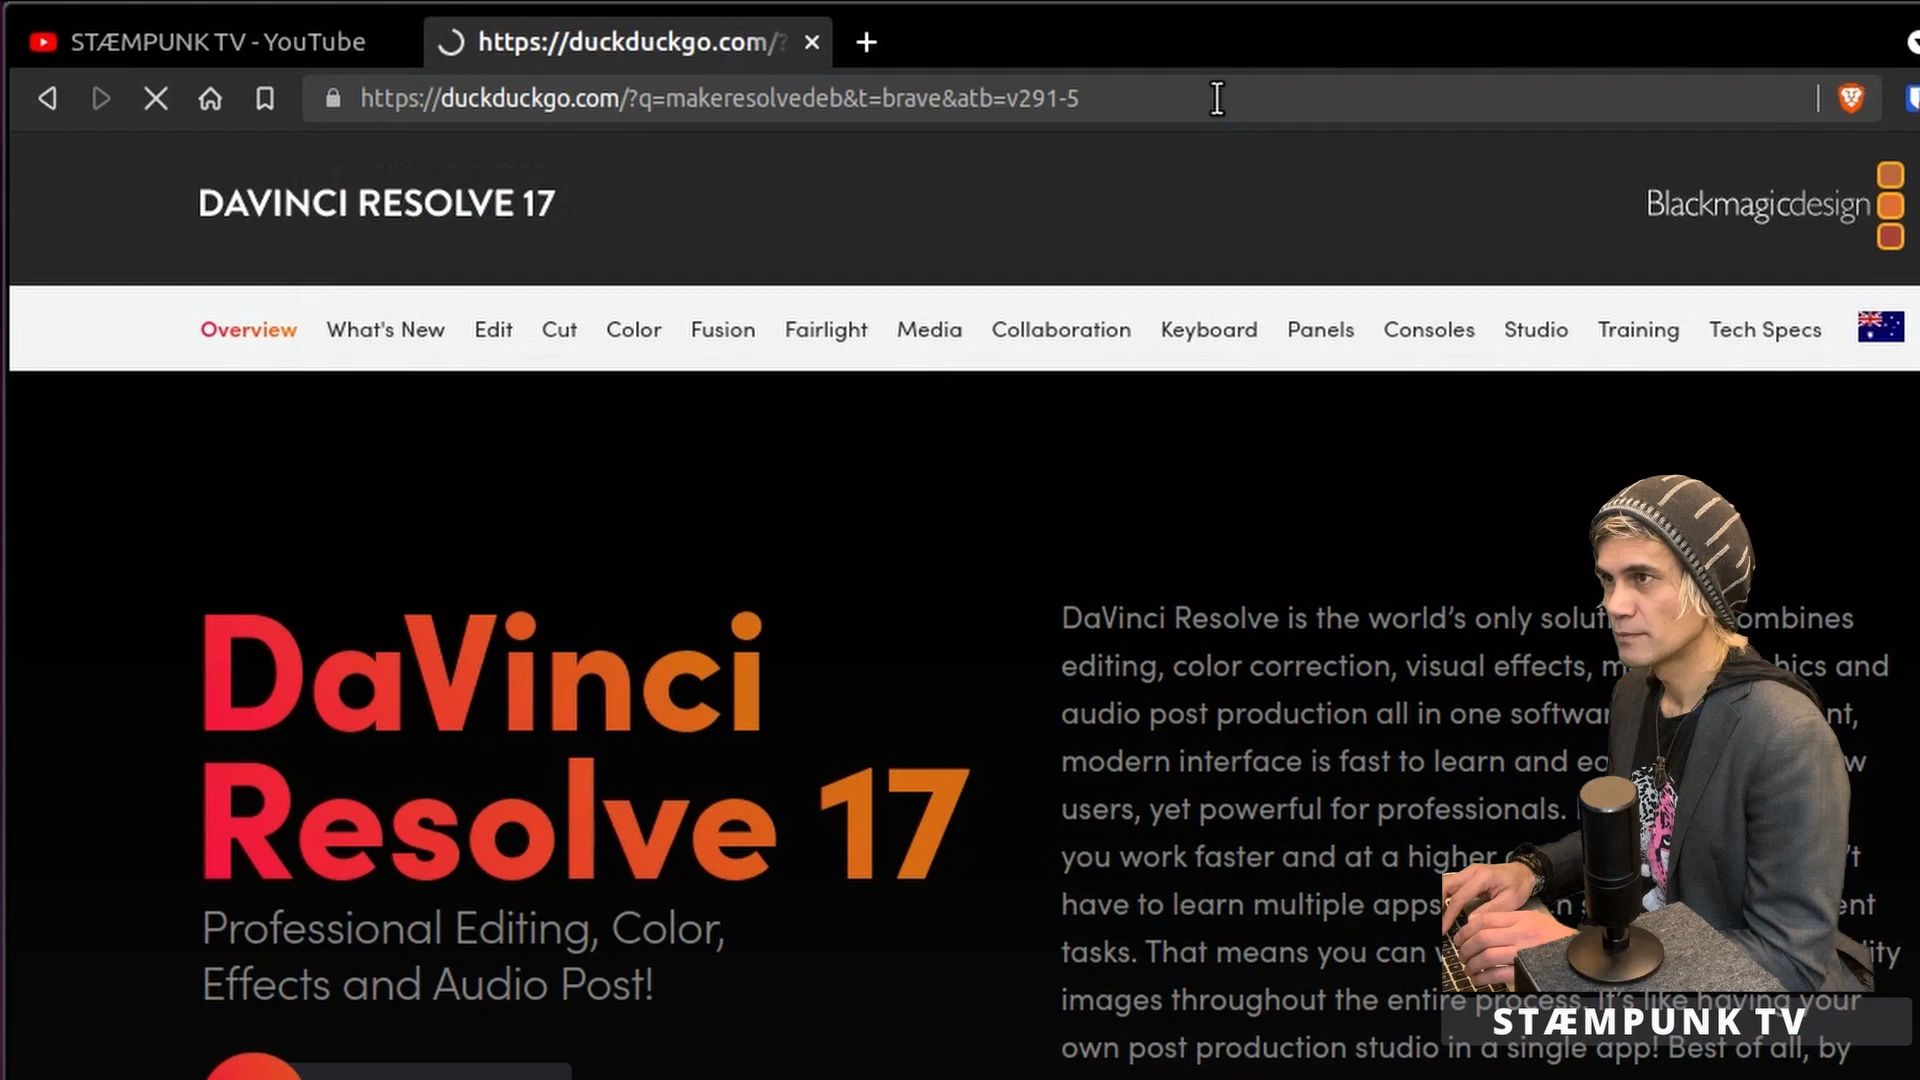 STÆMPUNK TV - YouTube
https://duckduckgo.com/?
https://duckduckgo.com/?q=makeresolvedeb&t=brave&atb=v291-5
DAVINCI RESOLVE 17
Blackmagicdesign
Overview What's New Edit Cut Color Fusion Fairlight Media Collaboration Keyboard Panels Consoles Studio Training Tech Specs
DaVinci
Resolve 17
Professional Editing, Color,
Effects and Audio Post!
DaVinci Resolve is the world's only
editing, color correction, visual effects, and
audio post production all in one
modern interface is fast to learn and
users, yet powerful for professionals.
you work faster and at a higher
have to learn multiple apps
tasks. That means you can
images throughout the entire process. It's like having your
own post production studio in a single app! Best of all, by
STÆMPUNK TV